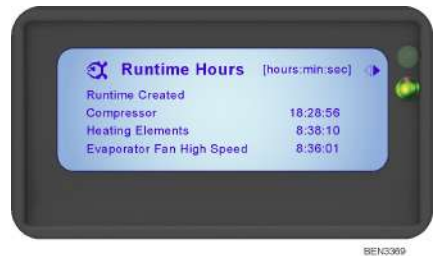 Runtime Hours [hours:min:sec]
Runtime Created
Compressor 18:28:56
Heating Elements 8:38:10
Evaporator Fan High Speed 8:36:01
BEN3369